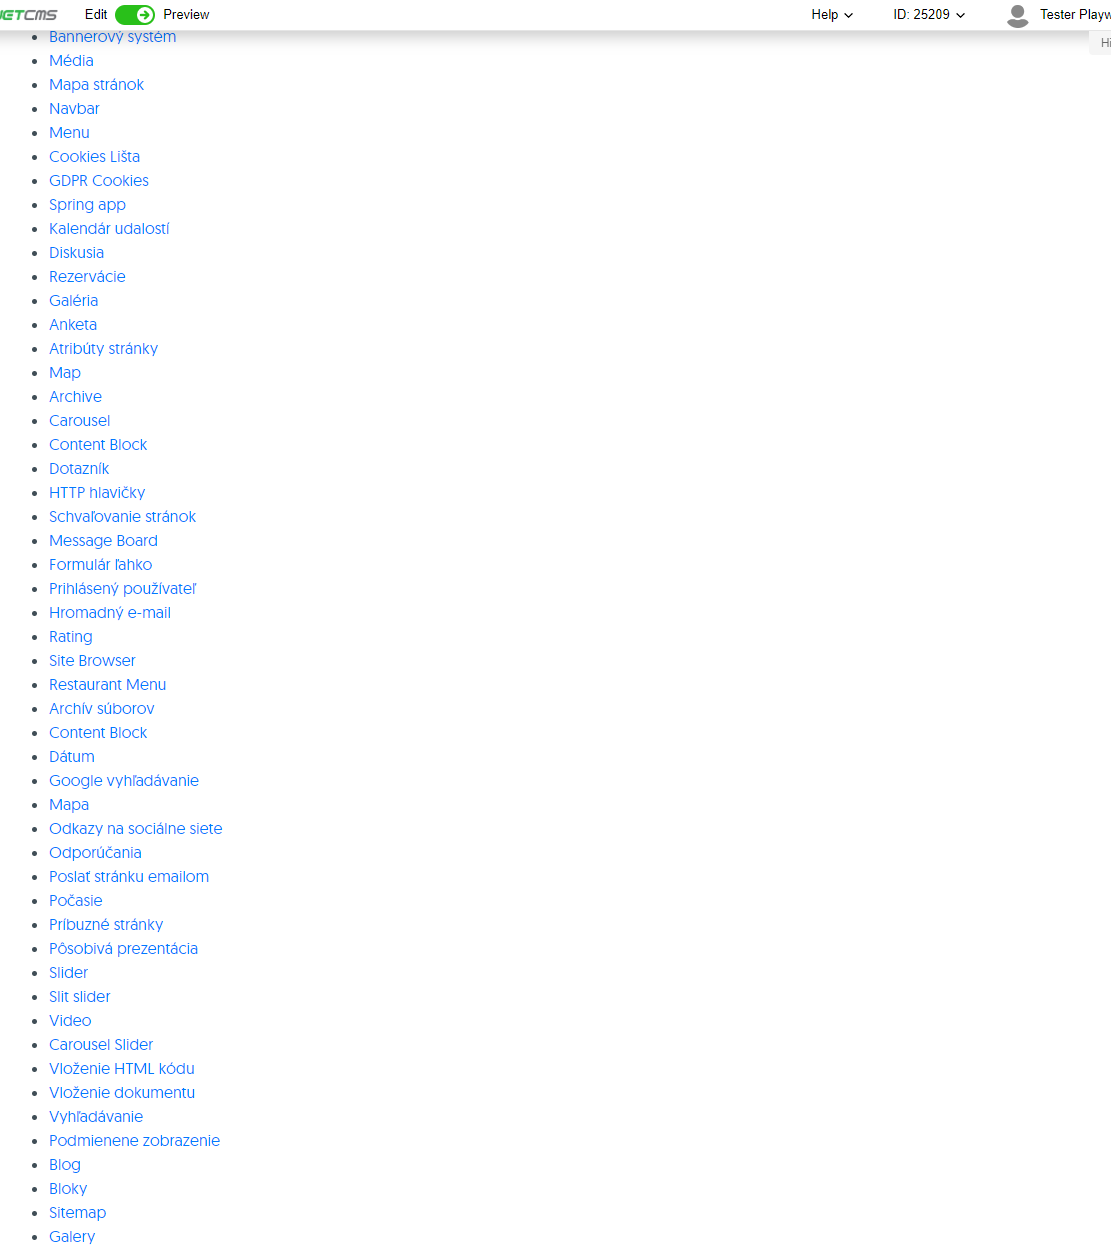 JETCMS Edit Preview Help ID: 25209 Tester Playw
Bannerový systém
Hi
Média
Mapa stránok
Navbar
Menu
Cookies Lišta
GDPR Cookies
Spring app
Kalendár udalostí
Diskusia
Rezervácie
Galéria
Anketa
Atribúty stránky
Map
Archive
Carousel
Content Block
Dotazník
HTTP hlavičky
Schvaľovanie stránok
Message Board
Formulár ľahko
Prihlásený používateľ
Hromadný e-mail
Rating
Site Browser
Restaurant Menu
Archív súborov
Content Block
Dátum
Google vyhľadávanie
Mapa
Odkazy na sociálne siete
Odporúčania
Poslať stránku emailom
Počasie
Príbuzné stránky
Pôsobivá prezentácia
Slider
Slit slider
Video
Carousel Slider
Vloženie HTML kódu
Vloženie dokumentu
Vyhľadávanie
Podmienene zobrazenie
Blog
Bloky
Sitemap
Galery